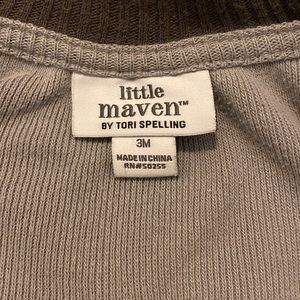 little
maven™
BY TORI SPELLING
3M
MADE IN CHINA
RN#50255